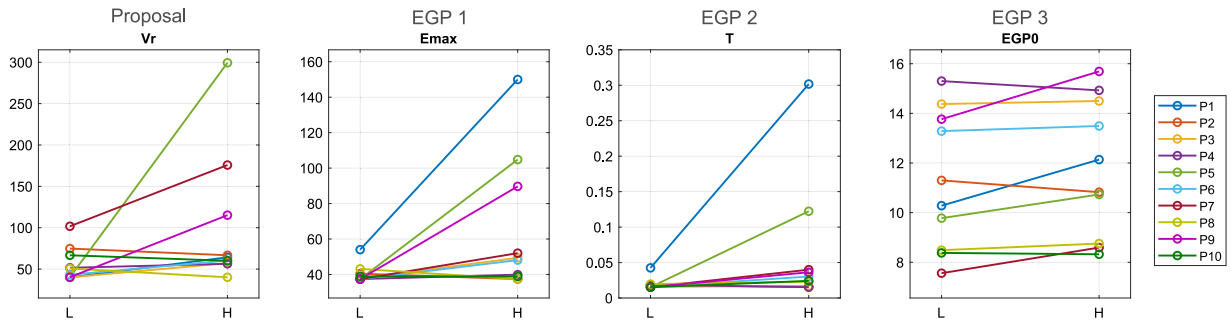 Proposal
Vr
300
250
200
150
100
50
L
H
EGP 1
Emax
160
140
120
100
80
60
40
L
H
EGP 2
T
0.35
0.3
0.25
0.2
0.15
0.1
0.05
0
L
H
EGP 3
EGP0
16
14
12
10
8
L
H
P1
P2
P3
P4
P5
P6
P7
P8
P9
P10